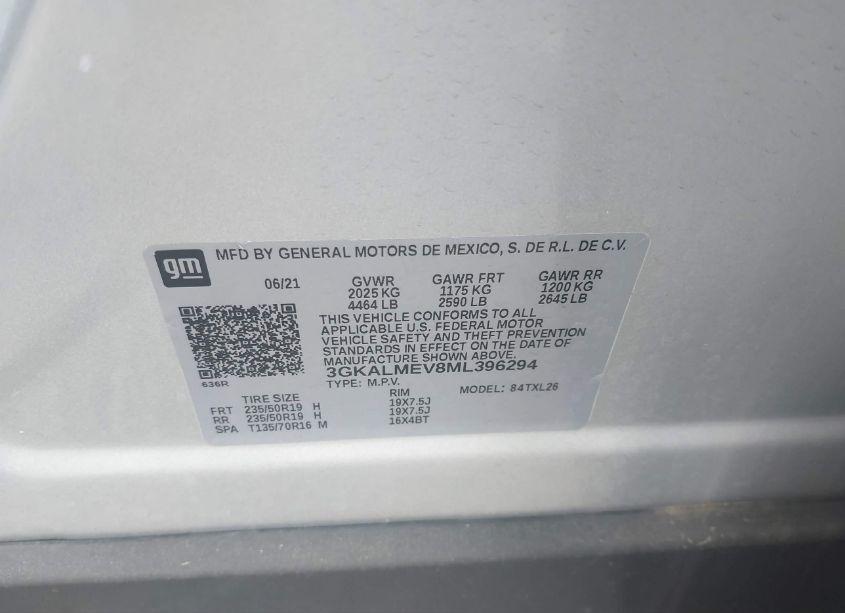 gm MFD BY GENERAL MOTORS DE MEXICO, S. DE R.L. DE C.V.
06/21 GVWR GAWR FRT GAWR RR
2025 KG 1175 KG 1200 KG
4464 LB 2590 LB 2645 LB
THIS VEHICLE CONFORMS TO ALL
APPLICABLE U.S. FEDERAL MOTOR
VEHICLE SAFETY AND THEFT PREVENTION
STANDARDS IN EFFECT ON THE DATE OF
MANUFACTURE SHOWN ABOVE.
3GKALMEV8ML396294
636R TYPE: M.P.V. MODEL: 84TXL26
TIRE SIZE RIM
FRT 235/50R19 H 19X7.5J
RR 235/50R19 H 19X7.5J
SPA T135/70R16 M 16X4BT